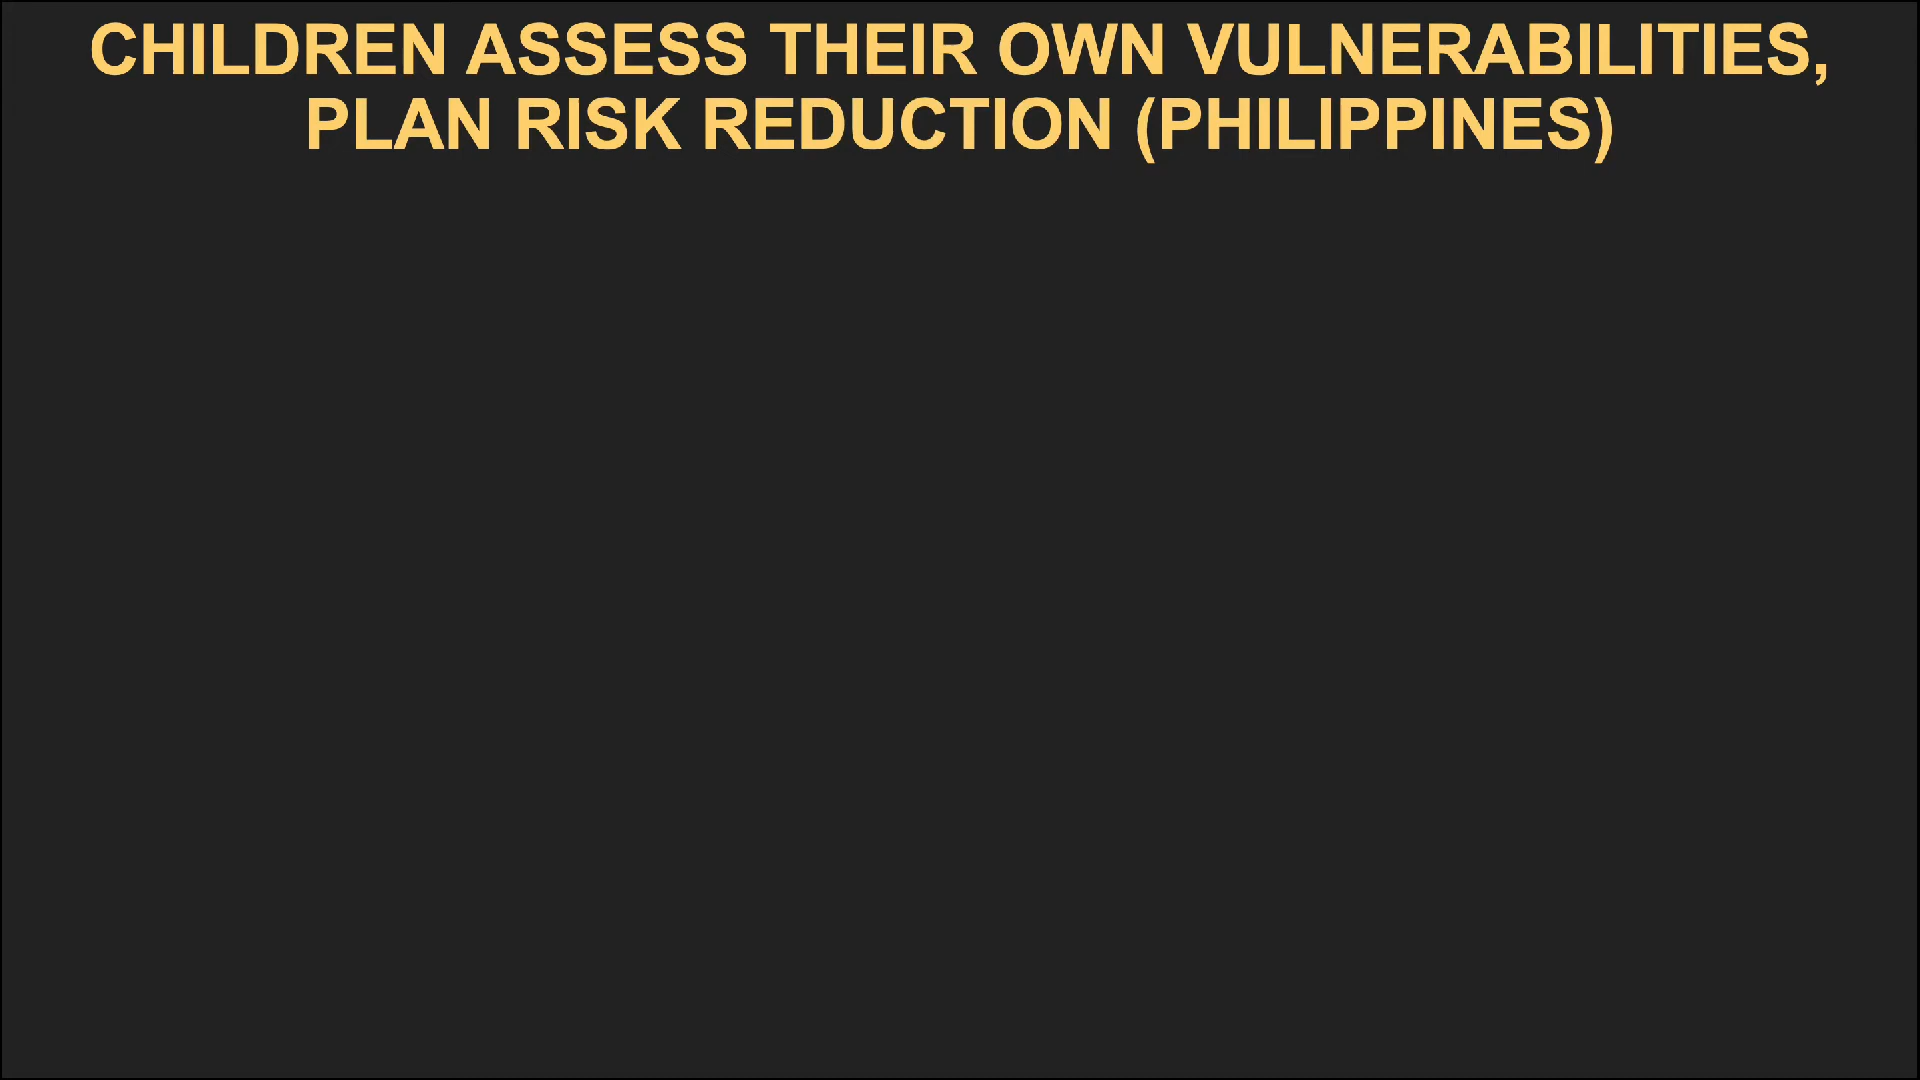 CHILDREN ASSESS THEIR OWN VULNERABILITIES,
PLAN RISK REDUCTION (PHILIPPINES)